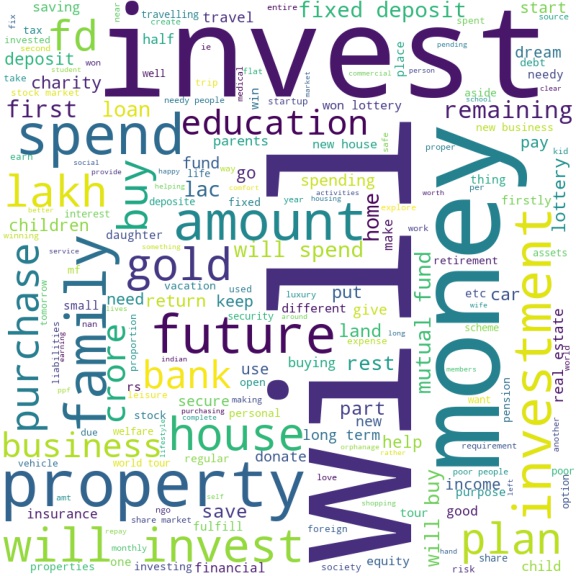 saving
near
travelling
create
entire
source
fix
tax
spent
fixed deposit
start
invested
second
half
travel
fd
invest
student
ie
flat
place
dream
deposit
take
won
well
trip
win
startup
debt
needy
stock market
charity
needy people
medical
commercial
person
school
clear
pending
market
won lottery
aside
first
loan
education
remaining
earn
spend
parents
new house
safe
new business
pay
social
provide
happy
life
fund
way
go
spending
proper
thing
kid
lottery
lakh
buy
helping
lac
deposite
fixed
year
housing
activities
worth
per
firstly
better
interest
comfort
explore
children
winning
daughter
amount
home
make
work
retirement
assets
service
something
will spend
money
mf
vacation
used
luxury
family
need
return
keep
put
different
give
etc
car
wife
small
gold
security
around
expense
scheme
tomorrow
nan
lives
crore
purchase
liabilities
earning
proportion
future
land
mutual fund
investment
real estate
world
indian
long
buying
rest
members
rs
bank
use
open
ppf
leisure
stock
making
secure
purchasing
part
want
pension
another
due
welfare
lifestyle
complete
personal
new
requirement
business
house
long term
help
world tour
regular
donate
orphanage
rather
poor people
left
poor
vehicle
love
income
option
property
self
shopping
purpose
amt
ngo
insurance
share market
save
tour
will buy
good
foreign
fulfill
hand
share
will invest
repay
monthly
one
society
equity
plan
properties
investing
financial
risk
child
will